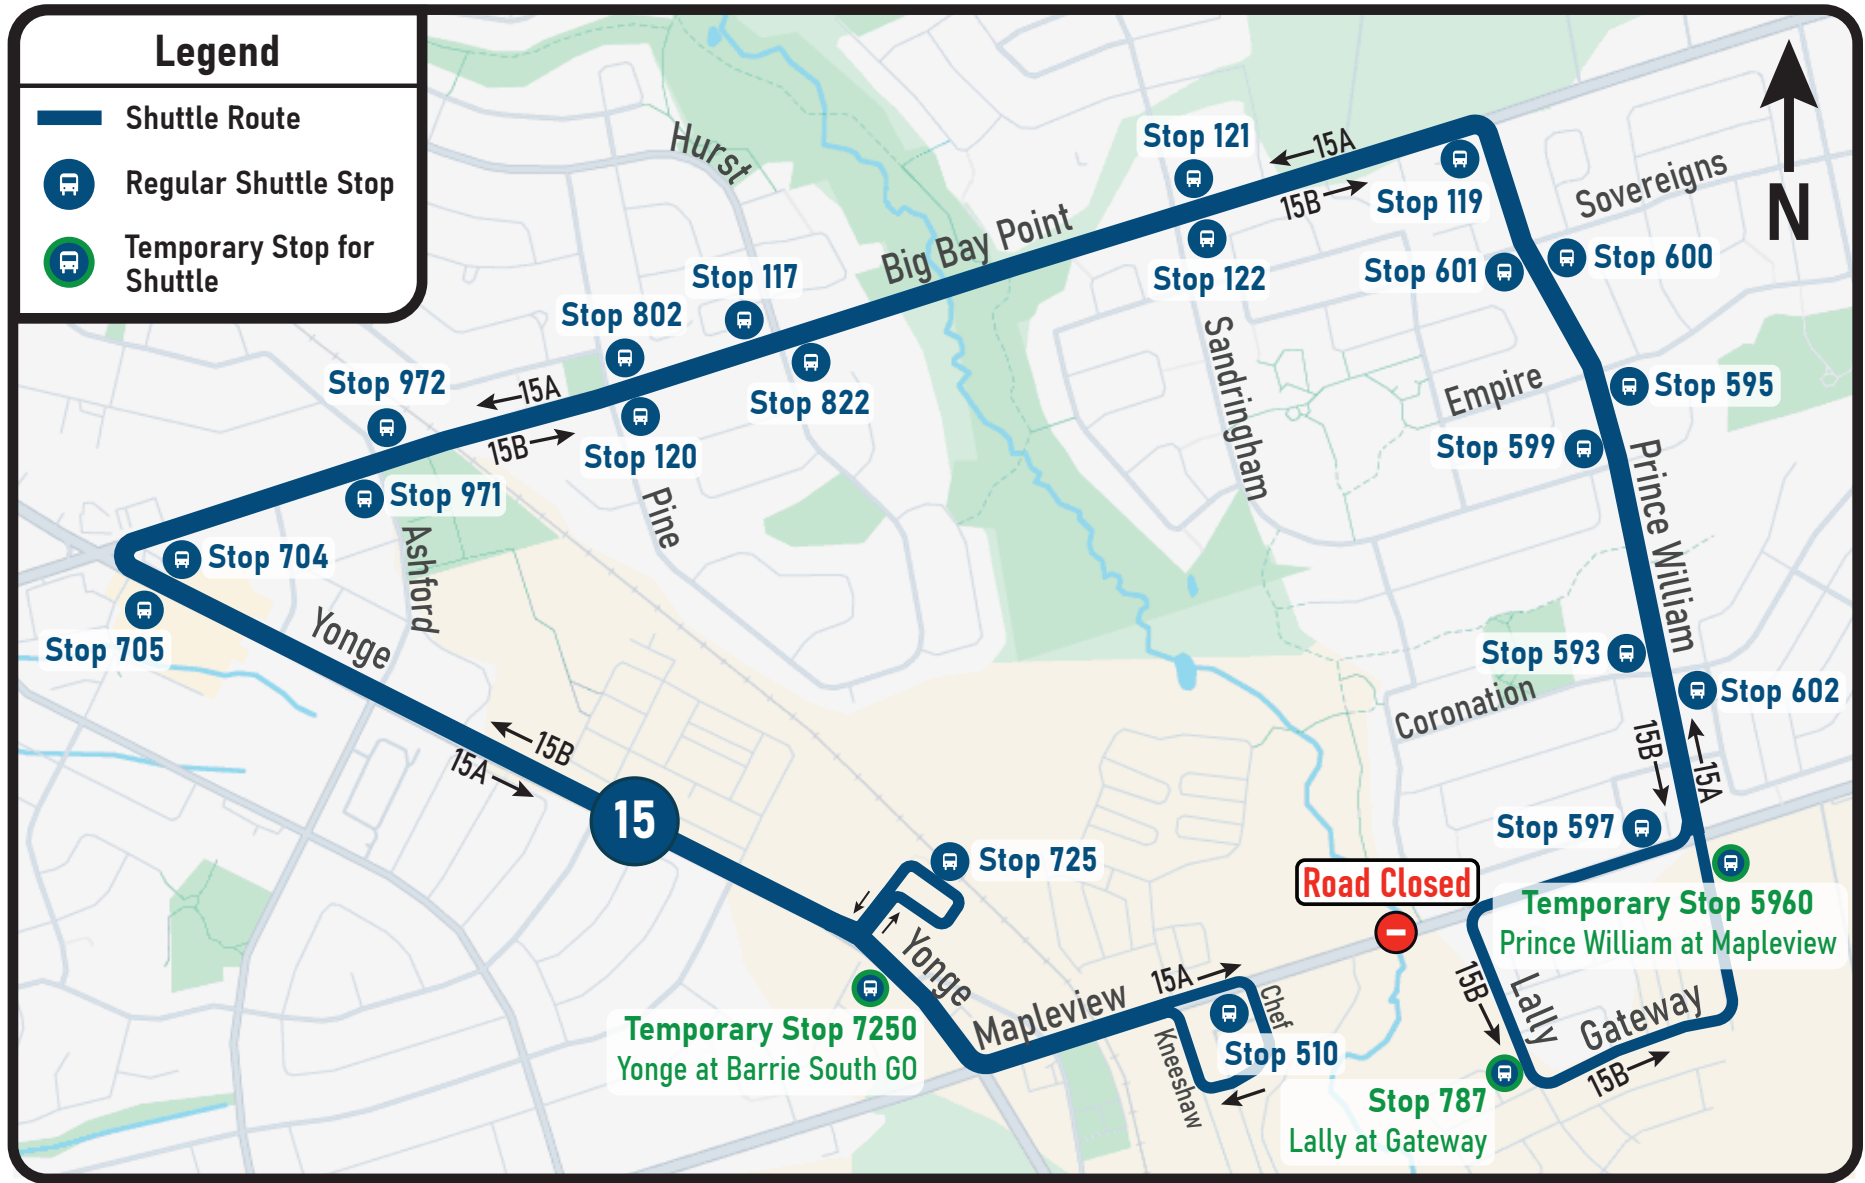 Legend
Shuttle Route
Regular Shuttle Stop
Temporary Stop for
Shuttle
N
Hurst
Big Bay Point
Sovereigns
Stop 121
←15A
15B→
Stop 119
Stop 122
Stop 601
Stop 600
Stop 117
Stop 802
Stop 822
Stop 972
←15A
15B→
Stop 120
Stop 971
Sandringham
Empire
Stop 595
Stop 599
Prince William
Pine
Ashford
Stop 704
Stop 705
Yonge
Stop 593
Stop 602
Coronation
15B
15A
←15B
15A→
15
Stop 597
Stop 725
Road Closed
Temporary Stop 5960
Prince William at Mapleview
Yonge
Mapleview
15A→
Chef
Kneeshaw
Stop 510
Temporary Stop 7250
Yonge at Barrie South GO
15B
Lally
Gateway
15B→
Stop 787
Lally at Gateway